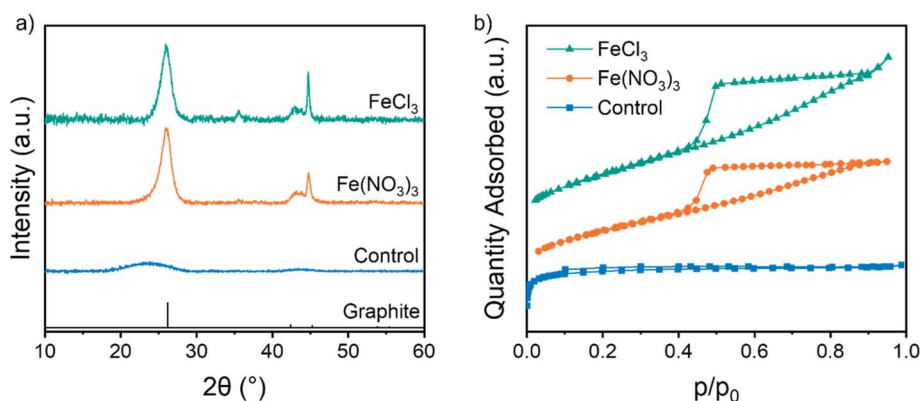 a)
Intensity (a.u.)
FeCl₃
Fe(NO₃)₃
Control
Graphite
10 20 30 40 50 60
2θ (°)
b)
Quantity Adsorbed (a.u.)
FeCl₃
Fe(NO₃)₃
Control
0.0 0.2 0.4 0.6 0.8 1.0
p/p₀